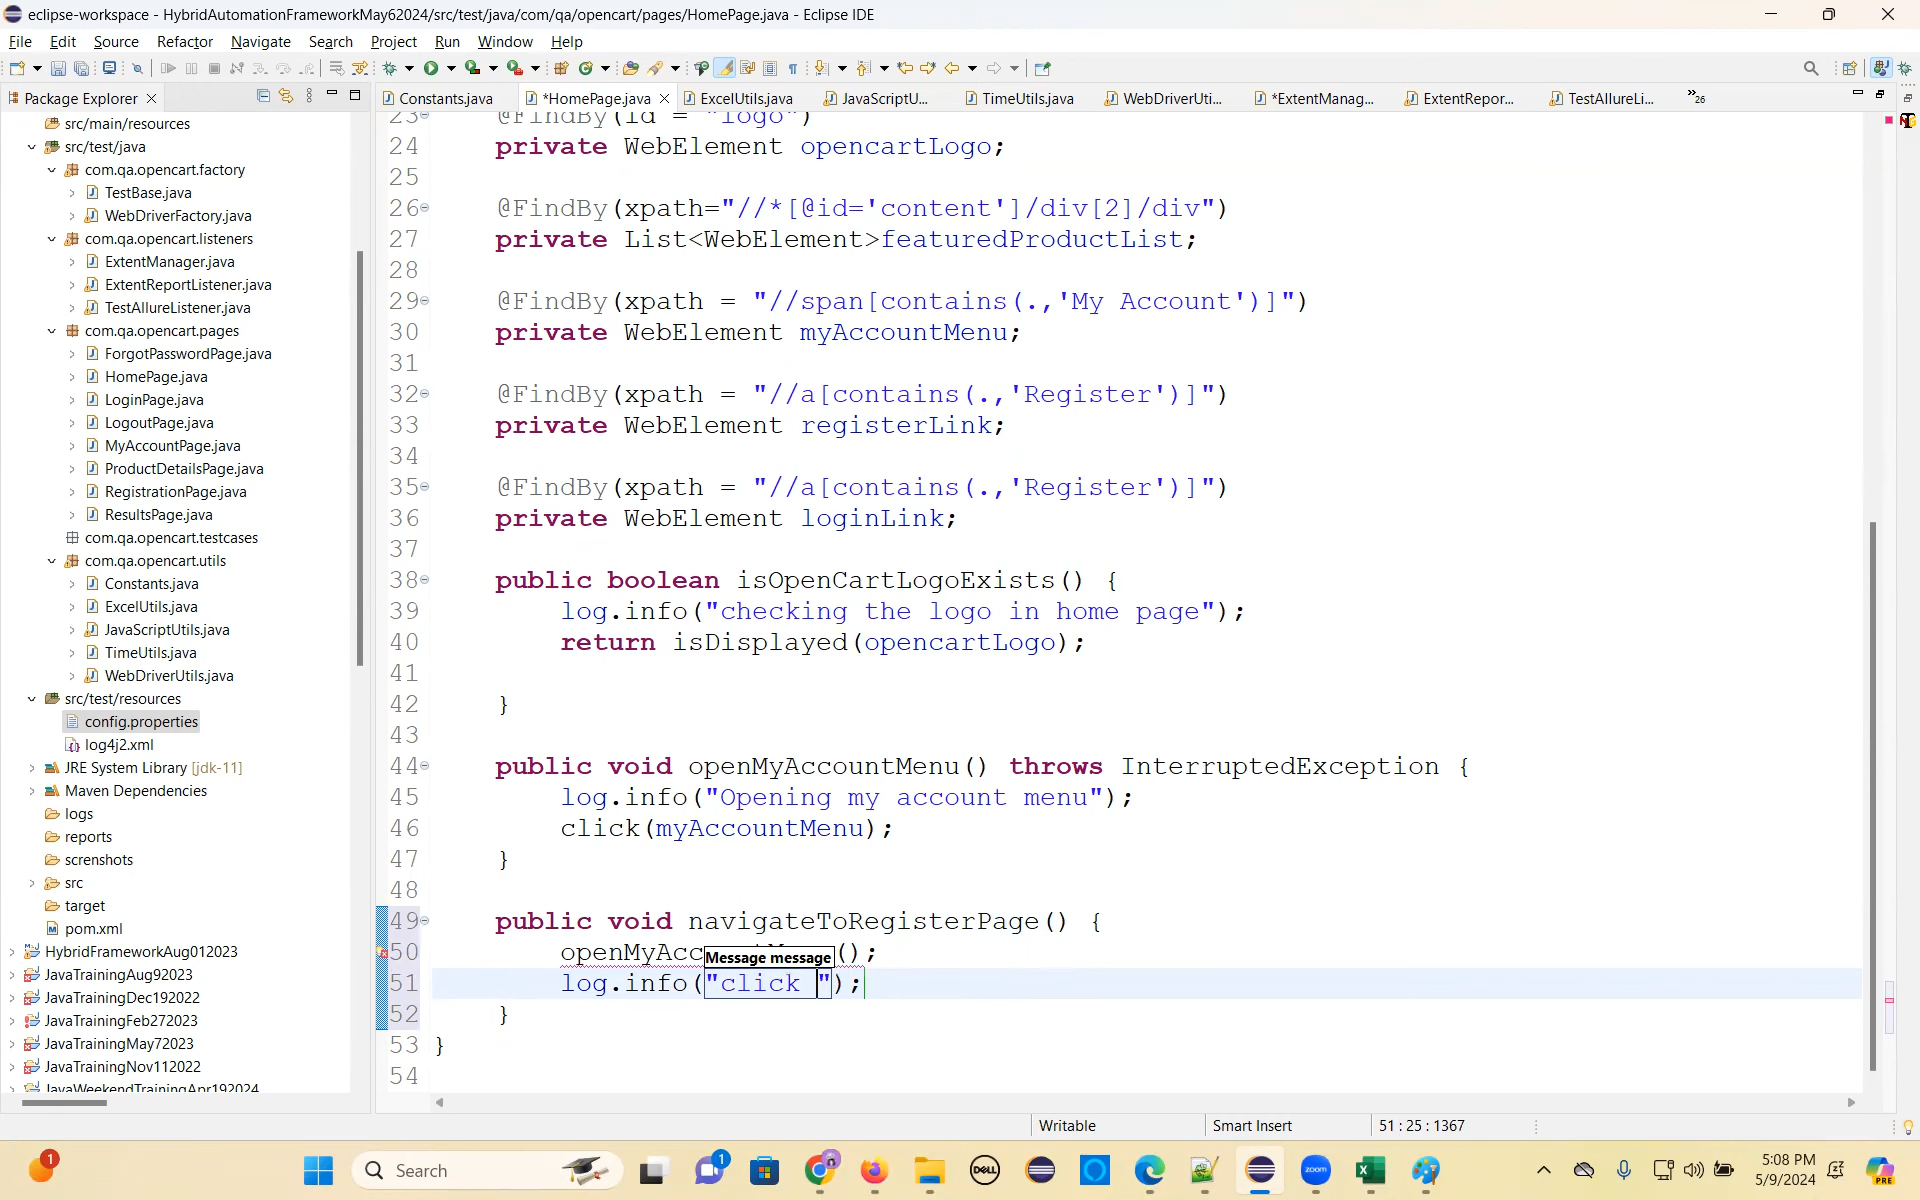 eclipse-workspace - HybridAutomationFrameworkMay62024/src/test/java/com/qa/opencart/pages/HomePage.java - Eclipse IDE
File Edit Source Refactor Navigate Search Project Run Window Help
Package Explorer
Constants.java *HomePage.java ExcelUtils.java JavaScriptU... TimeUtils.java WebDriverUti... *ExtentManag... ExtentRepor... TestAllureLi... »26
src/main/resources
src/test/java
com.qa.opencart.factory
TestBase.java
WebDriverFactory.java
com.qa.opencart.listeners
ExtentManager.java
ExtentReportListener.java
TestAllureListener.java
com.qa.opencart.pages
ForgotPasswordPage.java
HomePage.java
LoginPage.java
LogoutPage.java
MyAccountPage.java
ProductDetailsPage.java
RegistrationPage.java
ResultsPage.java
com.qa.opencart.testcases
com.qa.opencart.utils
Constants.java
ExcelUtils.java
JavaScriptUtils.java
TimeUtils.java
WebDriverUtils.java
src/test/resources
config.properties
log4j2.xml
JRE System Library [jdk-11]
Maven Dependencies
logs
reports
screnshots
src
target
pom.xml
HybridFrameworkAug012023
JavaTrainingAug92023
JavaTrainingDec192022
JavaTrainingFeb272023
JavaTrainingMay72023
JavaTrainingNov112022
JavaWeekendTrainingApr192024
23 @FindBy(id = "logo")
24 private WebElement opencartLogo;
25
26 @FindBy(xpath="//*[@id='content']/div[2]/div")
27 private List<WebElement>featuredProductList;
28
29 @FindBy(xpath = "//span[contains(.,'My Account')]")
30 private WebElement myAccountMenu;
31
32 @FindBy(xpath = "//a[contains(.,'Register')]")
33 private WebElement registerLink;
34
35 @FindBy(xpath = "//a[contains(.,'Register')]")
36 private WebElement loginLink;
37
38 public boolean isOpenCartLogoExists() {
39 log.info("checking the logo in home page");
40 return isDisplayed(opencartLogo);
41
42 }
43
44 public void openMyAccountMenu() throws InterruptedException {
45 log.info("Opening my account menu");
46 click(myAccountMenu);
47 }
48
49 public void navigateToRegisterPage() {
50 openMyAccountMenu();
Message message
51 log.info("click ");
52 }
53 }
54
Writable Smart Insert 51 : 25 : 1367
1 Search 1 DELL zoom 5:08 PM
5/9/2024 PRE